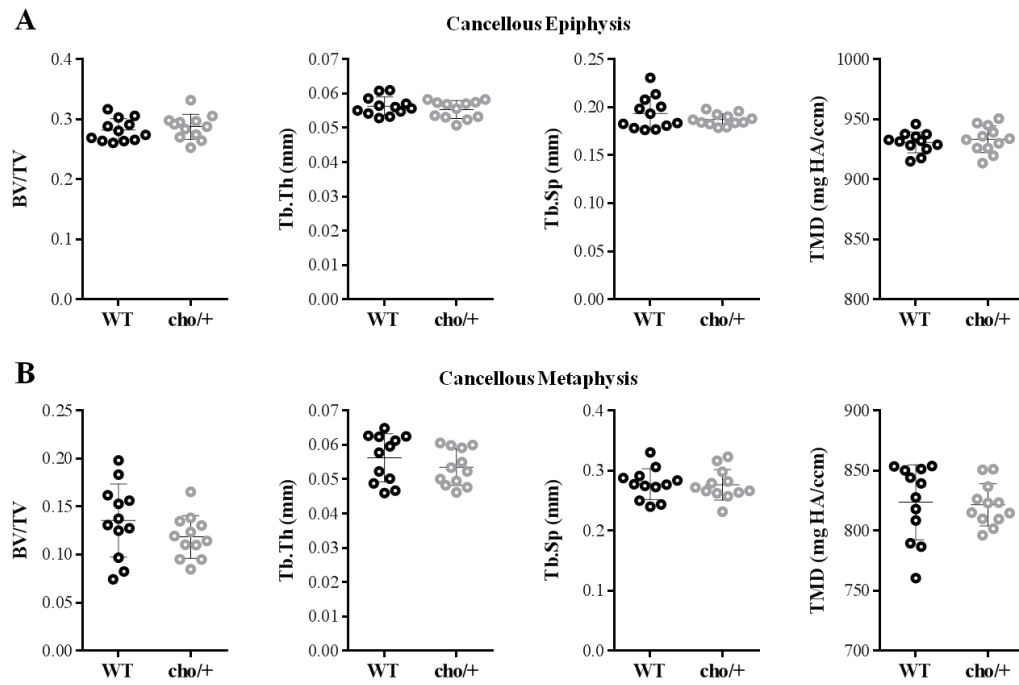 A
Cancellous Epiphysis
BV/TV
0.4
0.3
0.2
0.1
0.0
WT
cho/+
Tb.Th (mm)
0.07
0.06
0.05
0.04
0.03
0.02
0.01
0.00
WT
cho/+
Tb.Sp (mm)
0.25
0.20
0.15
0.10
0.05
0.00
WT
cho/+
TMD (mg HA/ccm)
1000
950
900
850
800
WT
cho/+
B
Cancellous Metaphysis
BV/TV
0.25
0.20
0.15
0.10
0.05
0.00
WT
cho/+
Tb.Th (mm)
0.07
0.06
0.05
0.04
0.03
0.02
0.01
0.00
WT
cho/+
Tb.Sp (mm)
0.4
0.3
0.2
0.1
0.0
WT
cho/+
TMD (mg HA/ccm)
900
850
800
750
700
WT
cho/+